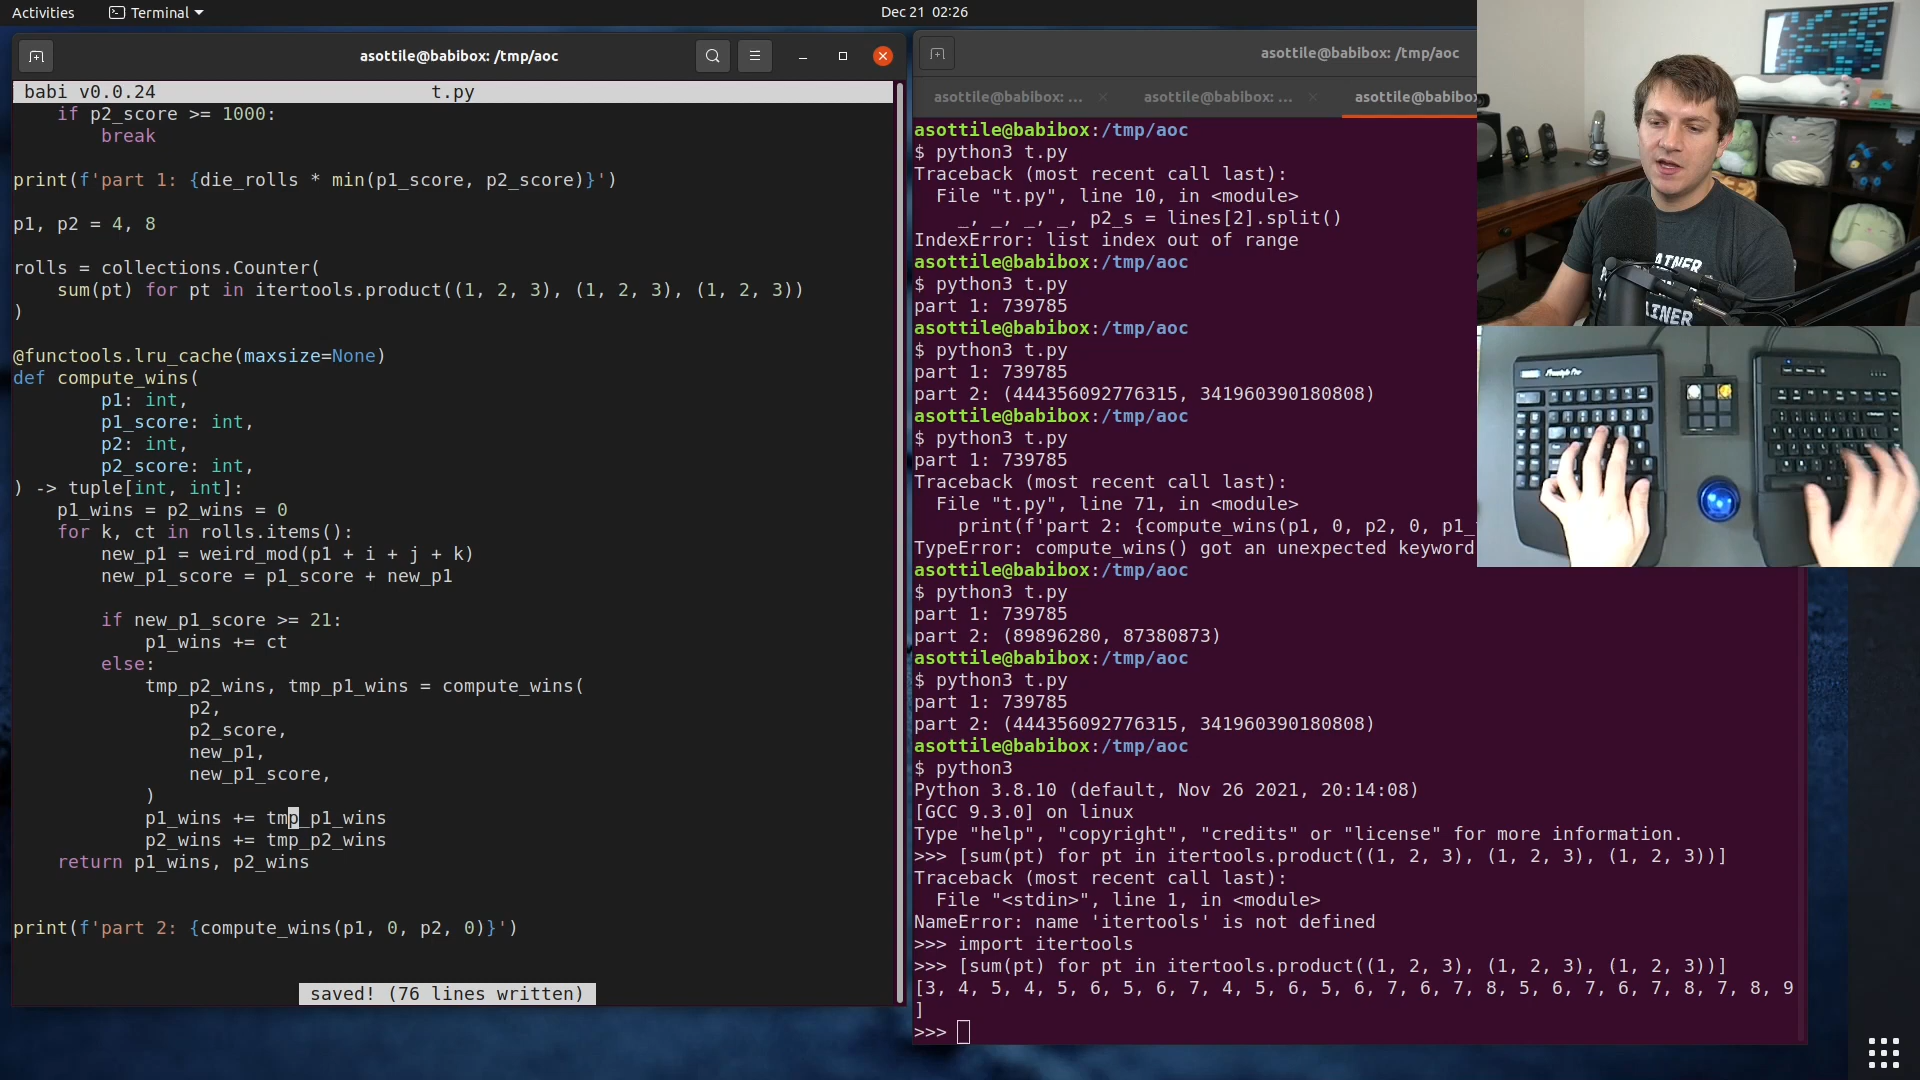 Activities
Terminal
Dec 21 02:26
asottile@babibox: /tmp/aoc
babi v0.0.24 t.py
    if p2_score >= 1000:
        break
print(f'part 1: {die_rolls * min(p1_score, p2_score)}')
p1, p2 = 4, 8
rolls = collections.Counter(
    sum(pt) for pt in itertools.product((1, 2, 3), (1, 2, 3), (1, 2, 3))
)
@functools.lru_cache(maxsize=None)
def compute_wins(
        p1: int,
        p1_score: int,
        p2: int,
        p2_score: int,
) -> tuple[int, int]:
    p1_wins = p2_wins = 0
    for k, ct in rolls.items():
        new_p1 = weird_mod(p1 + i + j + k)
        new_p1_score = p1_score + new_p1
        if new_p1_score >= 21:
            p1_wins += ct
        else:
            tmp_p2_wins, tmp_p1_wins = compute_wins(
                p2,
                p2_score,
                new_p1,
                new_p1_score,
            )
            p1_wins += tmp_p1_wins
            p2_wins += tmp_p2_wins
    return p1_wins, p2_wins
print(f'part 2: {compute_wins(p1, 0, p2, 0)}')
saved! (76 lines written)
asottile@babibox: /tmp/aoc
asottile@babibox: ...
asottile@babibox: ...
asottile@babibo
asottile@babibox:/tmp/aoc
$ python3 t.py
Traceback (most recent call last):
  File "t.py", line 10, in <module>
    _, _, _, _, p2_s = lines[2].split()
IndexError: list index out of range
asottile@babibox:/tmp/aoc
$ python3 t.py
part 1: 739785
asottile@babibox:/tmp/aoc
$ python3 t.py
part 1: 739785
part 2: (444356092776315, 341960390180808)
asottile@babibox:/tmp/aoc
$ python3 t.py
part 1: 739785
Traceback (most recent call last):
  File "t.py", line 71, in <module>
    print(f'part 2: {compute_wins(p1, 0, p2, 0, p1_
TypeError: compute_wins() got an unexpected keyword
asottile@babibox:/tmp/aoc
$ python3 t.py
part 1: 739785
part 2: (89896280, 87380873)
asottile@babibox:/tmp/aoc
$ python3 t.py
part 1: 739785
part 2: (444356092776315, 341960390180808)
asottile@babibox:/tmp/aoc
$ python3
Python 3.8.10 (default, Nov 26 2021, 20:14:08)
[GCC 9.3.0] on linux
Type "help", "copyright", "credits" or "license" for more information.
>>> [sum(pt) for pt in itertools.product((1, 2, 3), (1, 2, 3), (1, 2, 3))]
Traceback (most recent call last):
  File "<stdin>", line 1, in <module>
NameError: name 'itertools' is not defined
>>> import itertools
>>> [sum(pt) for pt in itertools.product((1, 2, 3), (1, 2, 3), (1, 2, 3))]
[3, 4, 5, 4, 5, 6, 5, 6, 7, 4, 5, 6, 5, 6, 7, 6, 7, 8, 5, 6, 7, 6, 7, 8, 7, 8, 9
]
>>>